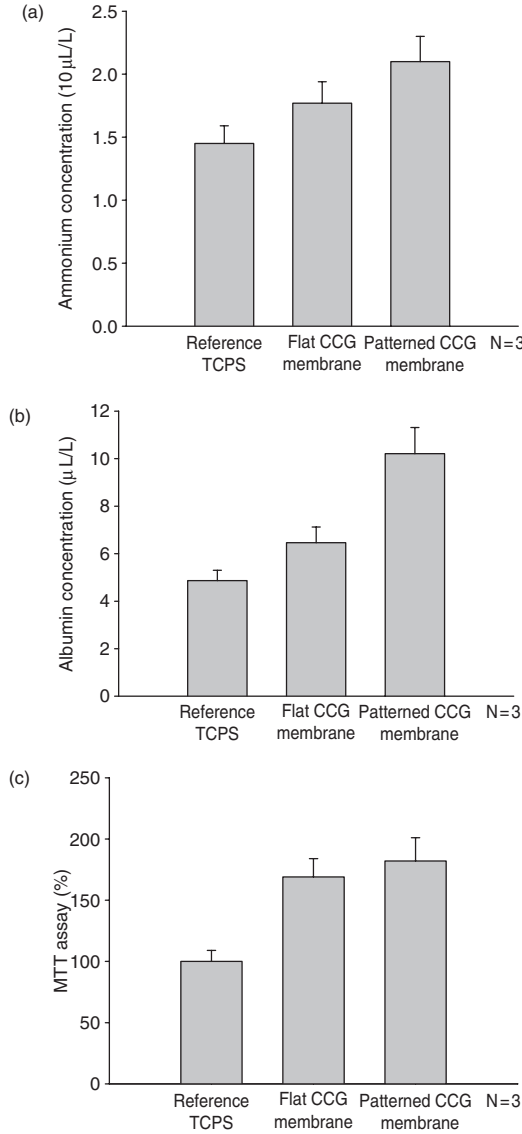 (a)
Ammonium concentration (10 μL/L)
2.5
2.0
1.5
1.0
2.5
0.0
Reference TCPS
Flat CCG membrane
Patterned CCG membrane
N=3
(b)
Albumin concentration (μL/L)
12
10
8
6
4
2
0
Reference TCPS
Flat CCG membrane
Patterned CCG membrane
N=3
(c)
MTT assay (%)
250
200
150
100
50
0
Reference TCPS
Flat CCG membrane
Patterned CCG membrane
N=3